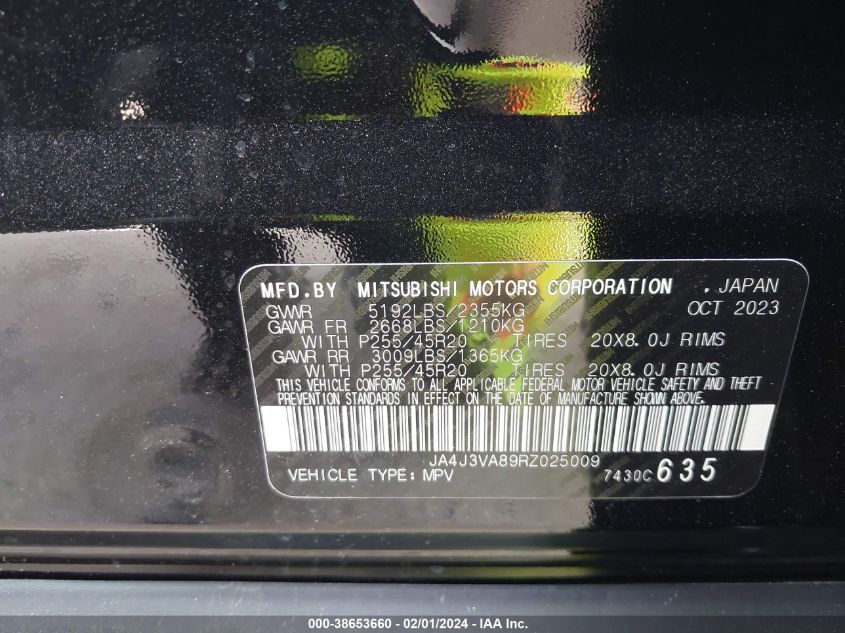 MFD.BY MITSUBISHI MOTORS CORPORATION . JAPAN
GVWR 5192LBS/2355KG OCT 2023
GAWR FR 2668LBS/1210KG
WITH P255/45R20 TIRES 20X8.0J RIMS
GAWR RR 3009LBS/1365KG
WITH P255/45R20 TIRES 20X8.0J RIMS
THIS VEHICLE CONFORMS TO ALL APPLICABLE FEDERAL MOTOR VEHICLE SAFETY AND THEFT
PREVENTION STANDARDS IN EFFECT ON THE DATE OF MANUFACTURE SHOWN ABOVE.
JA4J3VA89RZ025009
VEHICLE TYPE: MPV 7430C 635
000-38653660 - 02/01/2024 - IAA Inc.